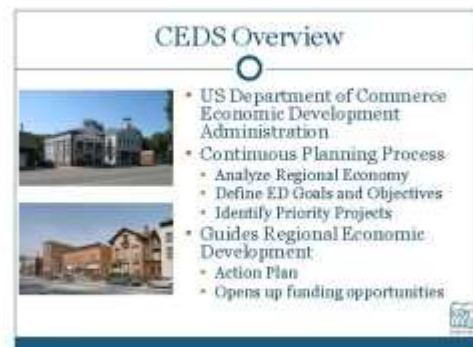 CEDS Overview
• US Department of Commerce
Economic Development
Administration
• Continuous Planning Process
• Analyze Regional Economy
• Define ED Goals and Objectives
• Identify Priority Projects
• Guides Regional Economic
Development
• Action Plan
• Opens up funding opportunities